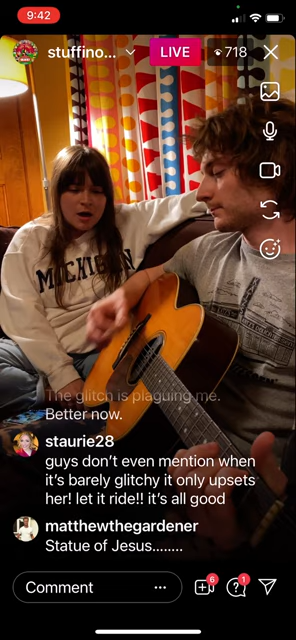 9:42
stuffino...
LIVE
718
MICHIGAN
The glitch is plaguing me.
Better now.
staurie28
guys don't even mention when
it's barely glitchy it only upsets
her! let it ride!! it's all good
matthewthegardener
Statue of Jesus........
Comment
6
1